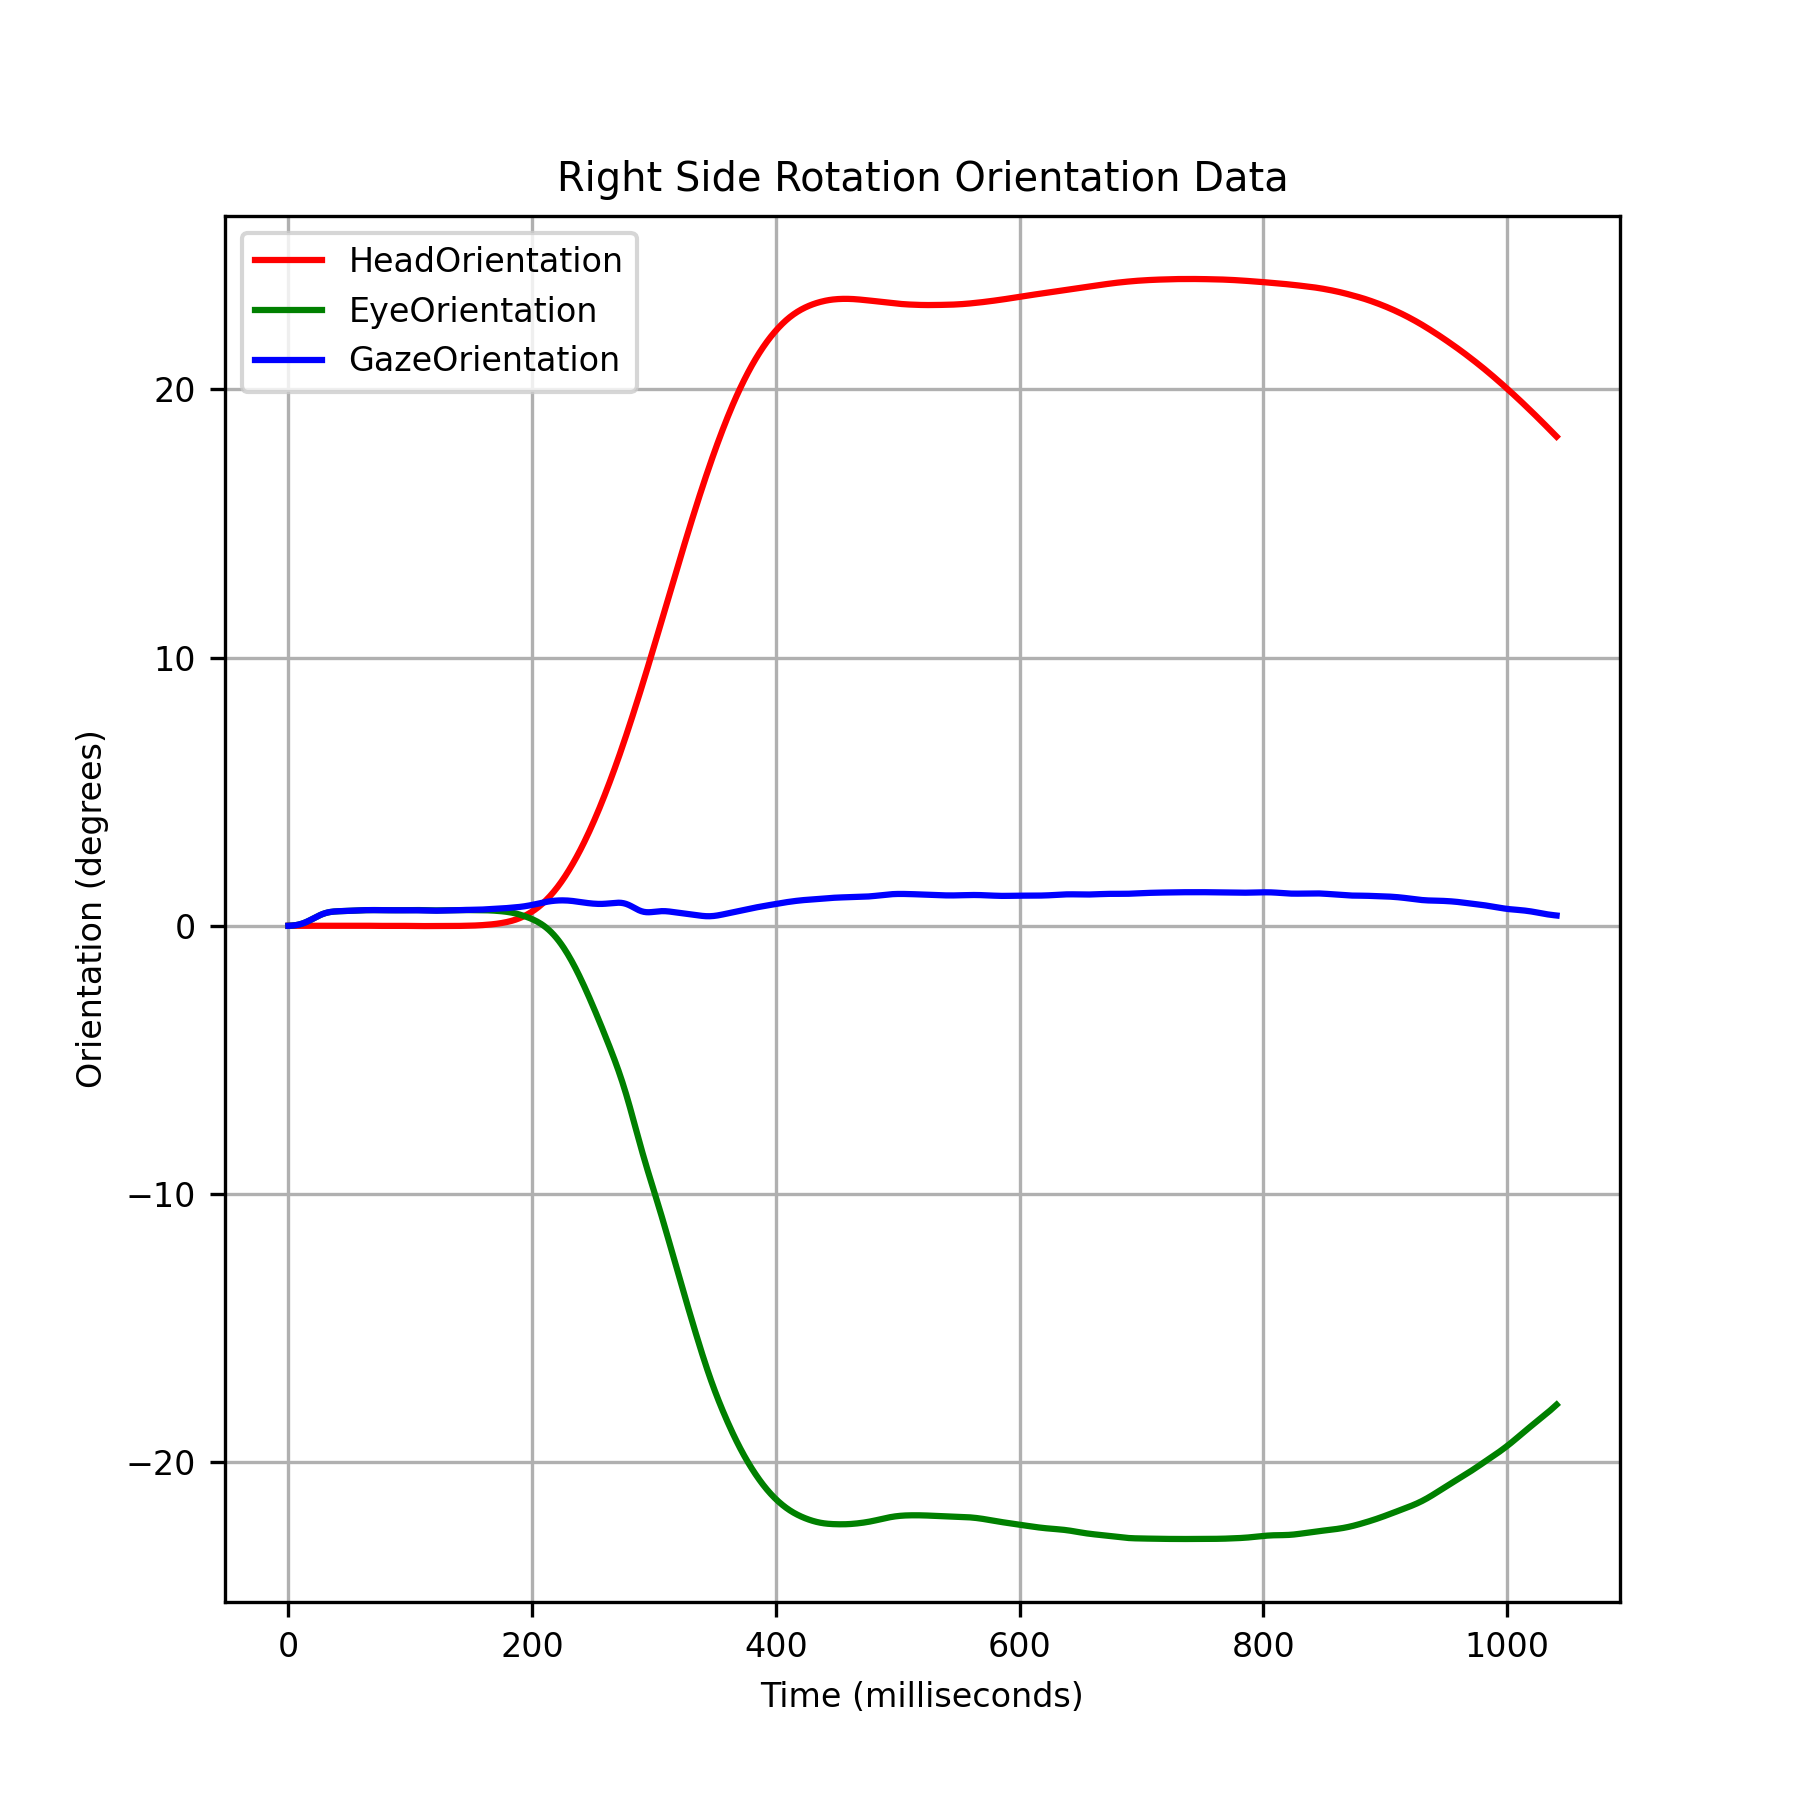 Right Side Rotation Orientation Data
HeadOrientation
EyeOrientation
GazeOrientation
20
10
0
−10
−20
Orientation (degrees)
0 200 400 600 800 1000
Time (milliseconds)